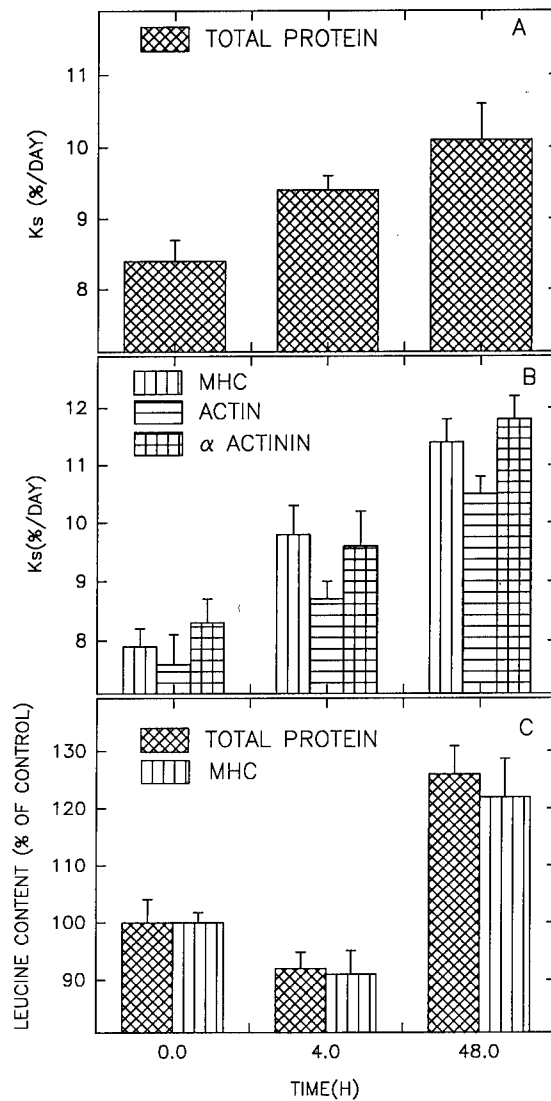 A
TOTAL PROTEIN
11
10
9
8
Ks (%/DAY)
B
MHC
ACTIN
α ACTININ
12
11
10
9
8
Ks(%/DAY)
C
TOTAL PROTEIN
MHC
130
120
110
100
90
LEUCINE CONTENT (% OF CONTROL)
0.0 4.0 48.0
TIME(H)